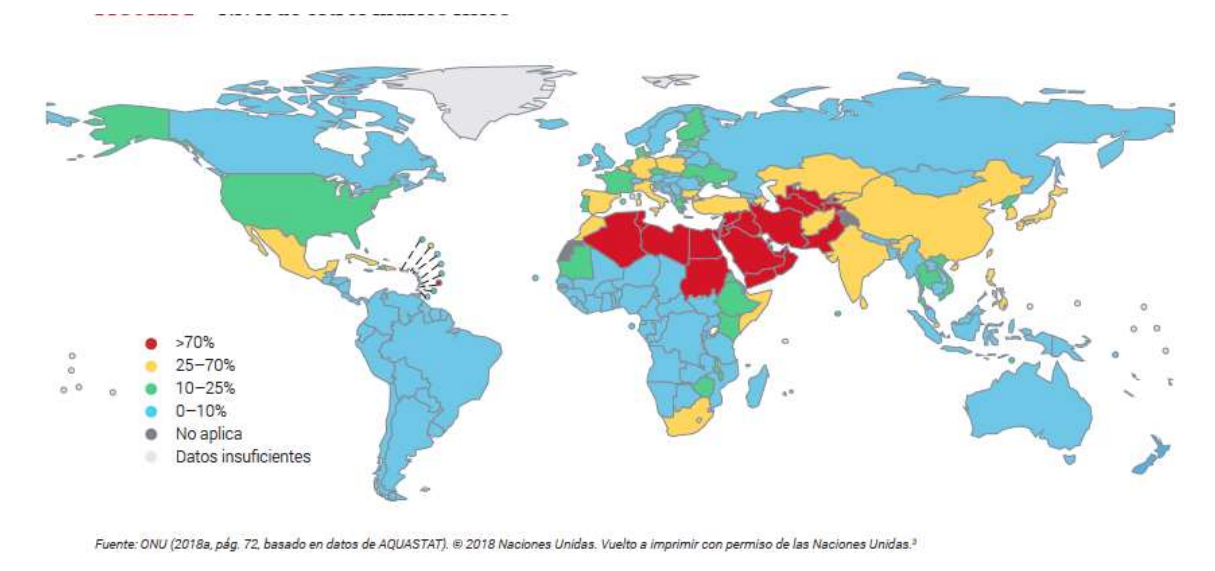 >70%
25–70%
10–25%
0–10%
No aplica
Datos insuficientes
Fuente: ONU (2018a, pág. 72, basado en datos de AQUASTAT). © 2018 Naciones Unidas. Vuelto a imprimir con permiso de las Naciones Unidas.³